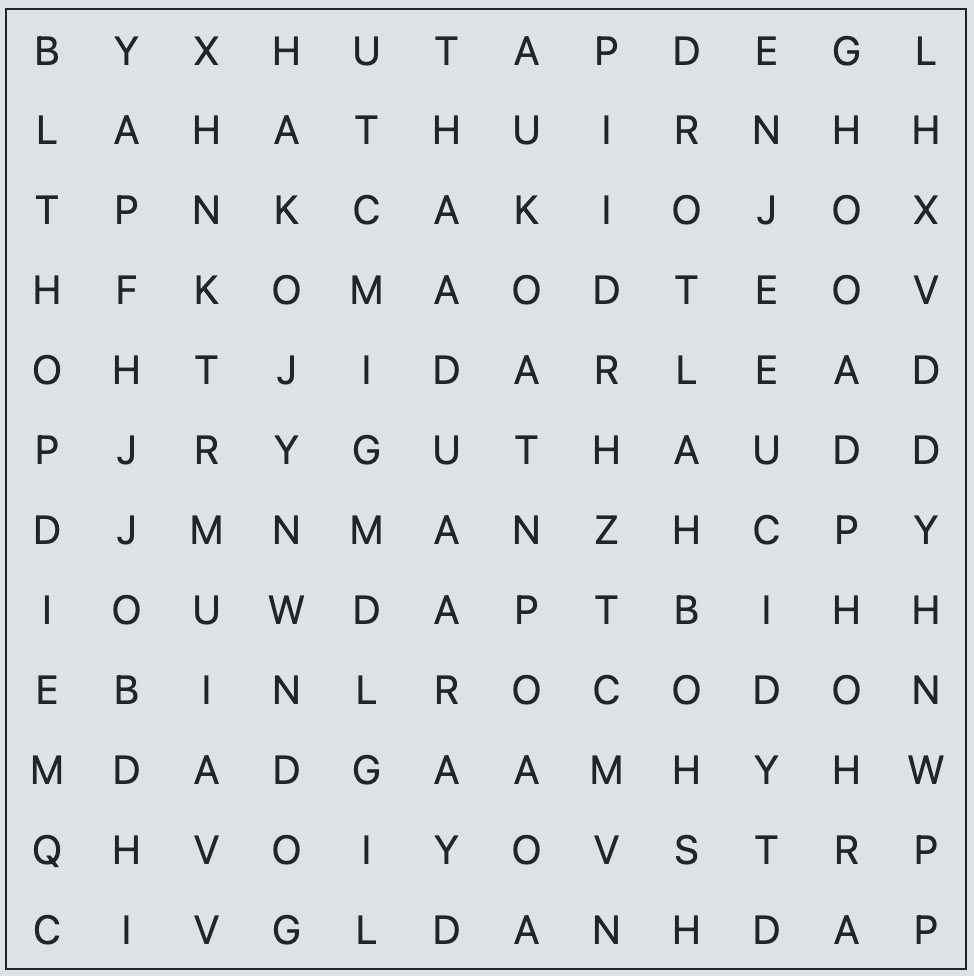 B Y X H U T A P D E G L
L A H A T H U I R N H H
T P N K C A K I O J O X
H F K O M A O D T E O V
O H T J I D A R L E A D
P J R Y G U T H A U D D
D J M N M A N Z H C P Y
I O U W D A P T B I H H
E B I N L R O C O D O N
M D A D G A A M H Y H W
Q H V O I Y O V S T R P
C I V G L D A N H D A P